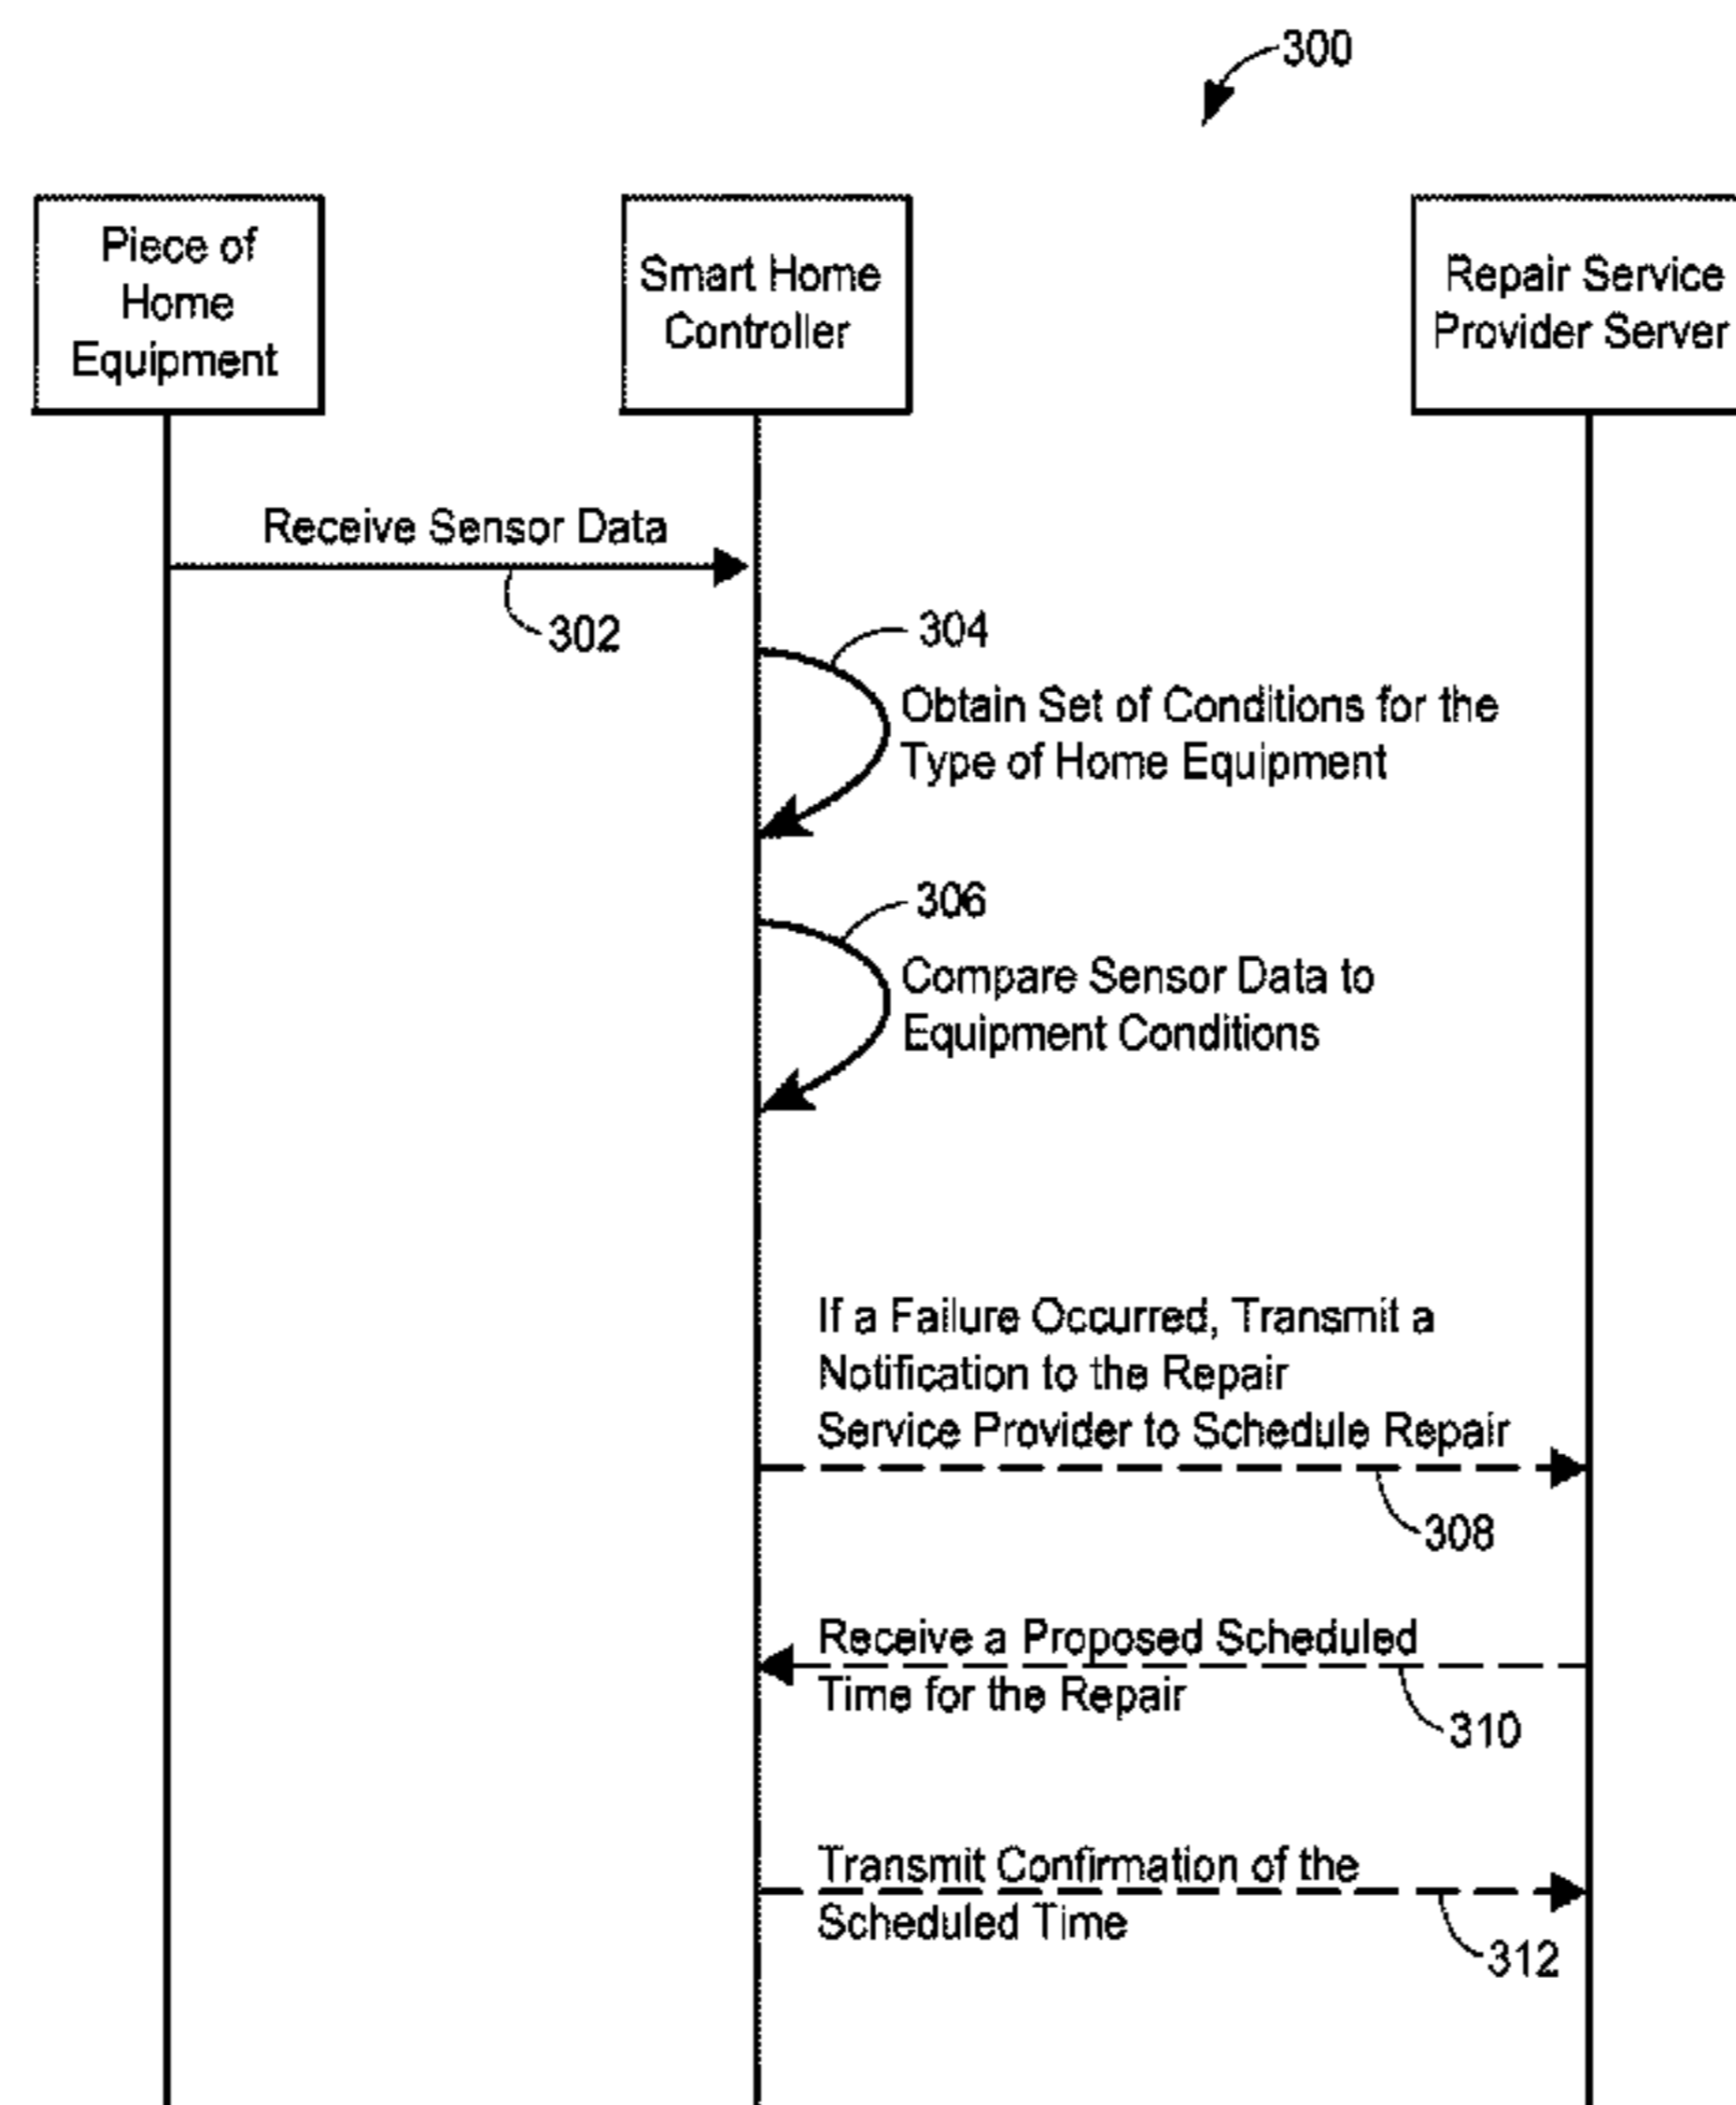 300
Piece of
Home
Equipment
Smart Home
Controller
Repair Service
Provider Server
Receive Sensor Data
302
304
Obtain Set of Conditions for the
Type of Home Equipment
306
Compare Sensor Data to
Equipment Conditions
If a Failure Occurred, Transmit a
Notification to the Repair
Service Provider to Schedule Repair
308
Receive a Proposed Scheduled
Time for the Repair
310
Transmit Confirmation of the
Scheduled Time
312